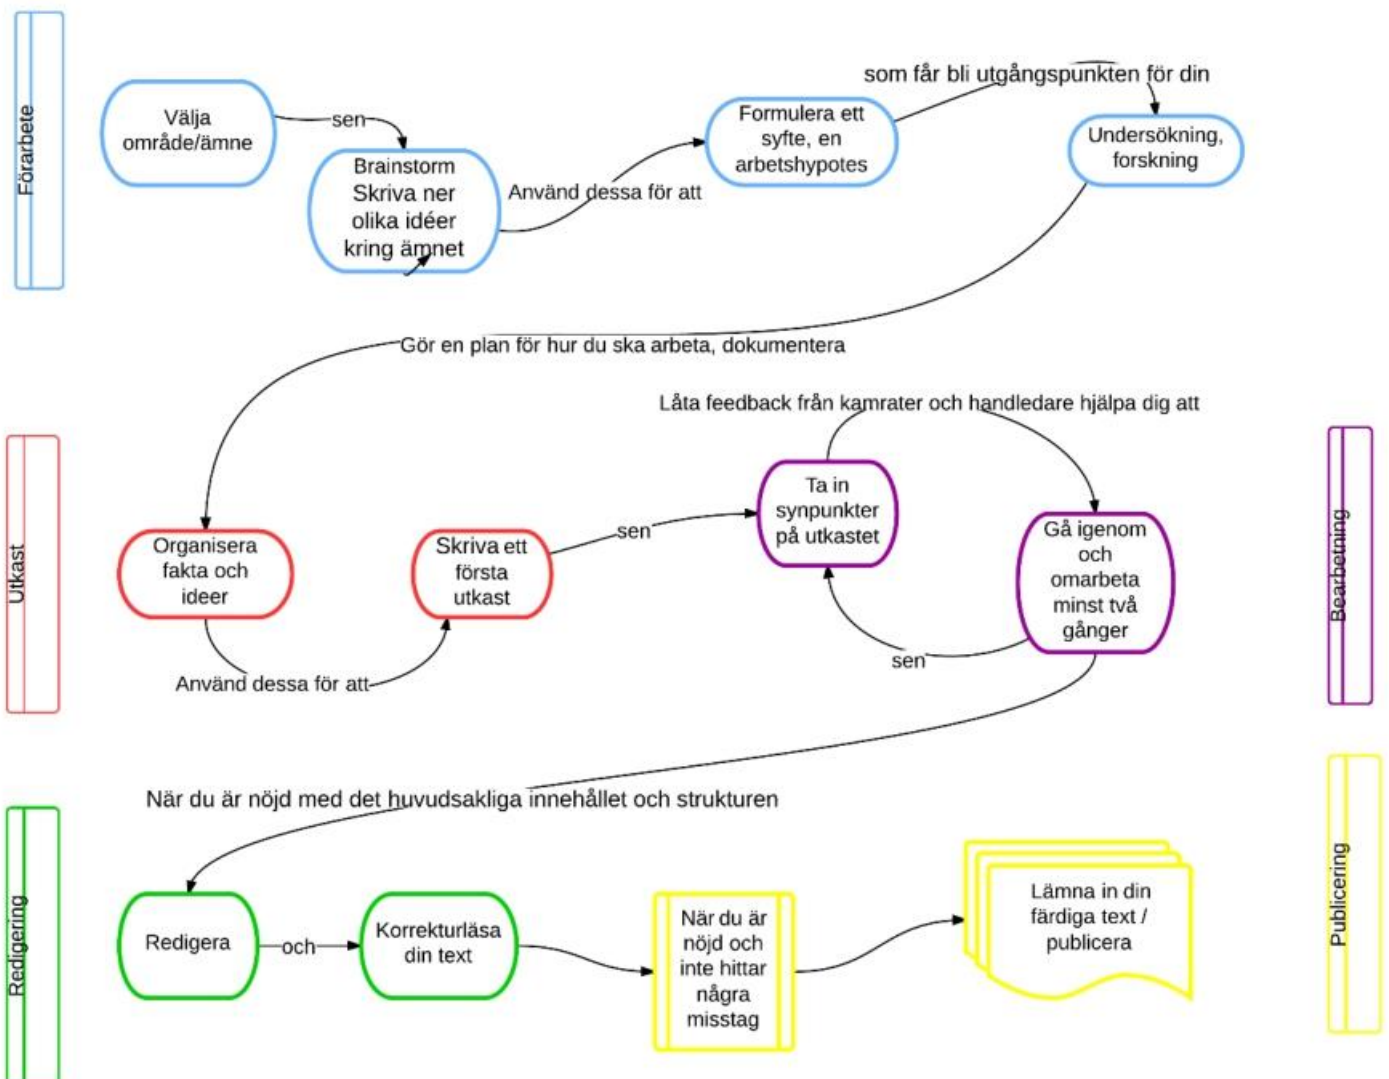 Förarbete
Välja
område/ämne
sen
Brainstorm
Skriva ner
olika idéer
kring ämnet
Använd dessa för att
Formulera ett
syfte, en
arbetshypotes
som får bli utgångspunkten för din
Undersökning,
forskning
Gör en plan för hur du ska arbeta, dokumentera
Utkast
Organisera
fakta och
ideer
Använd dessa för att
Skriva ett
första
utkast
sen
Ta in
synpunkter
på utkastet
Låta feedback från kamrater och handledare hjälpa dig att
Gå igenom
och
omarbeta
minst två
gånger
sen
Bearbetning
När du är nöjd med det huvudsakliga innehållet och strukturen
Redigering
Redigera
och
Korrekturläsa
din text
När du är
nöjd och
inte hittar
några
misstag
Lämna in din
färdiga text /
publicera
Publicering